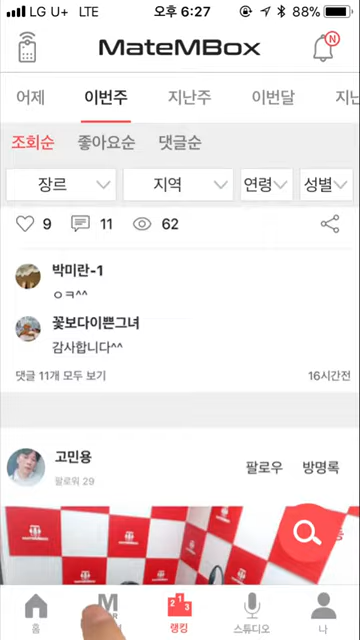 LG U+ LTE 오후 6:27 88%
MateMBox
N
어제 이번주 지난주 이번달
조회순 좋아요순 댓글순
장르 지역 연령 성별
9 11 62
박미란-1
ㅇㅋ^^
꽃보다이쁜그녀
감사합니다^^
댓글 11개 모두 보기 16시간전
고민용
팔로워 29
팔로우 방명록
홈 랭킹 스튜디오 나